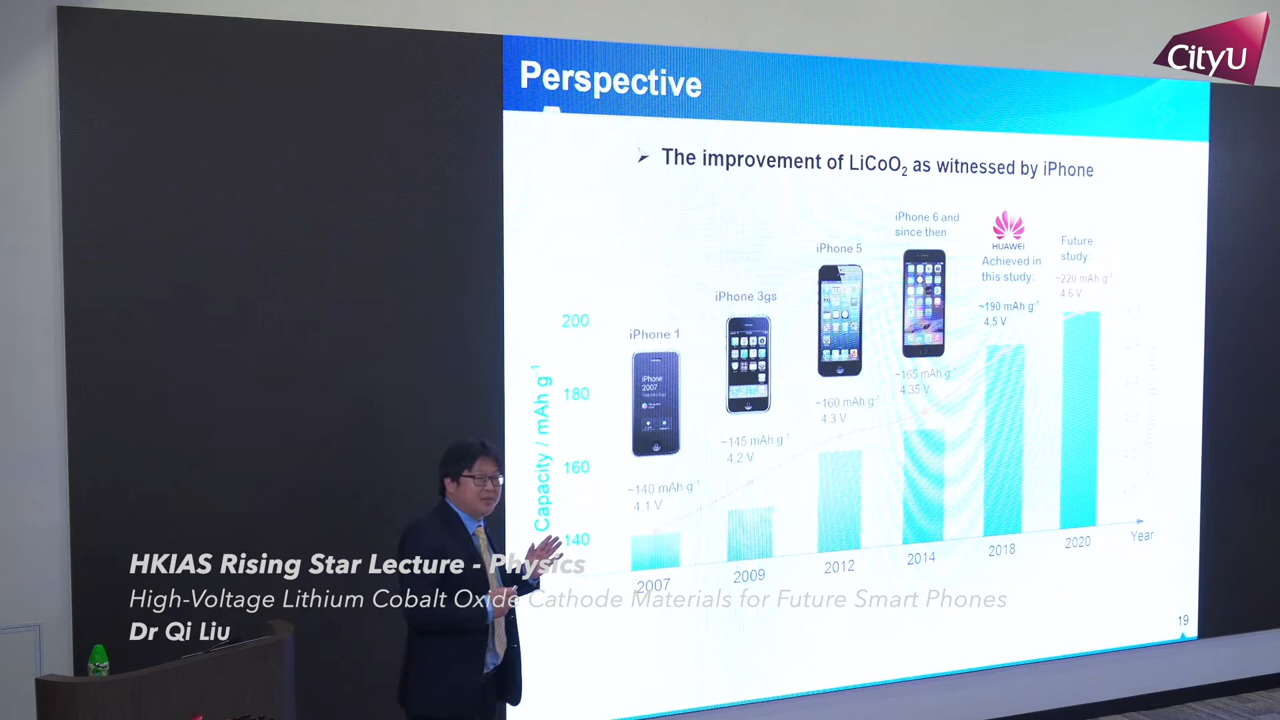 CityU
Perspective
➢ The improvement of LiCoO₂ as witnessed by iPhone
iPhone 1
iPhone 3gs
iPhone 5
iPhone 6 and
since then
HUAWEI
Achieved in
this study:
Future
study:
~140 mAh g⁻¹
4.1 V
~145 mAh g⁻¹
4.2 V
~160 mAh g⁻¹
4.3 V
~165 mAh g⁻¹
4.35 V
~190 mAh g⁻¹
4.5 V
~220 mAh g⁻¹
4.6 V
Capacity / mAh g⁻¹
200
180
160
140
2007
2009
2012
2014
2018
2020
Year
iPhone
2007
19
HKIAS Rising Star Lecture - Physics
High-Voltage Lithium Cobalt Oxide Cathode Materials for Future Smart Phones
Dr Qi Liu